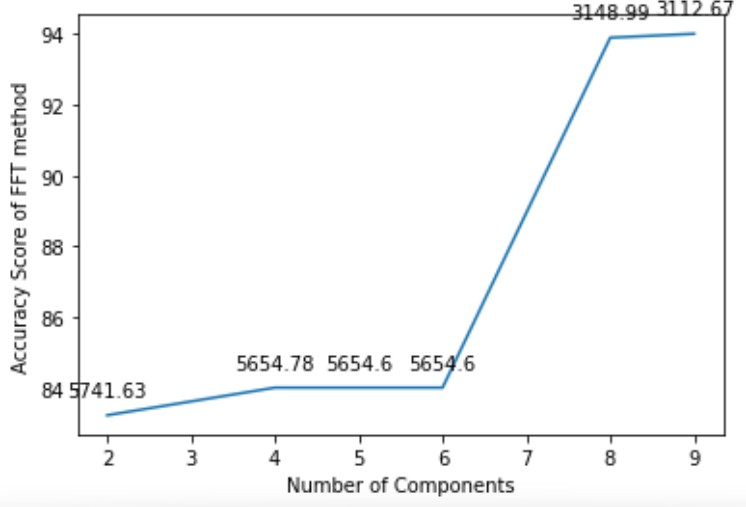 3148.99 3112.67
94
92
90
88
86
84
5654.78 5654.6 5654.6
5741.63
Accuracy Score of FFT method
2 3 4 5 6 7 8 9
Number of Components